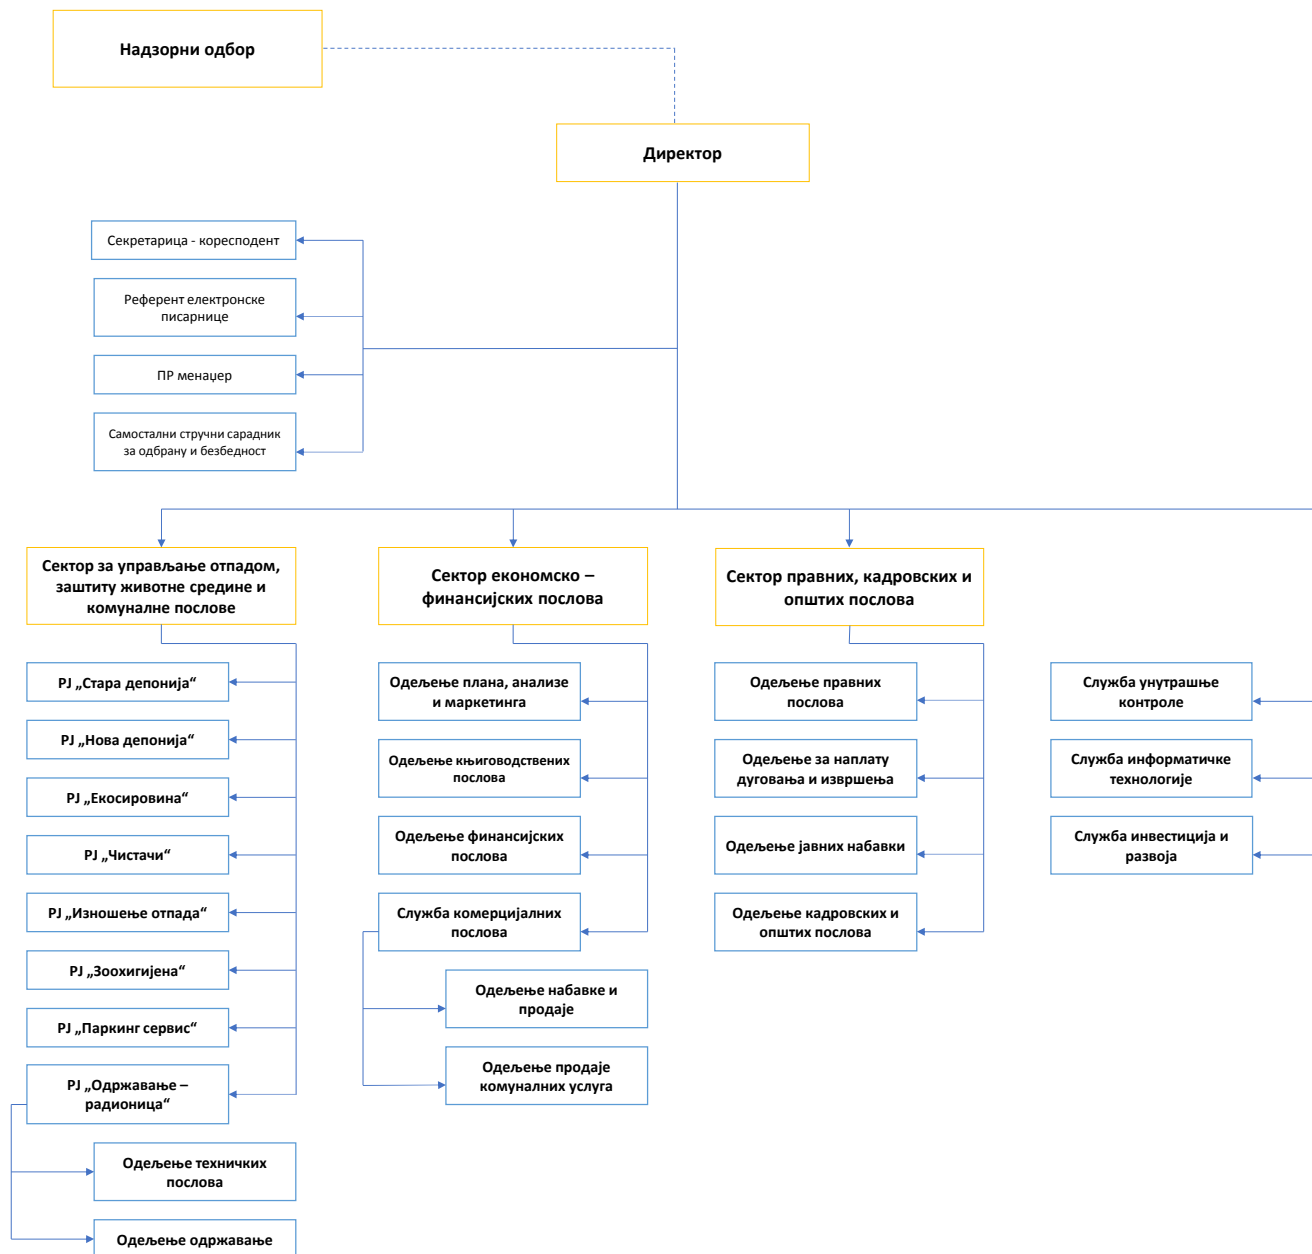 Надзорни одбор
Директор
Секретарица - коресподент
Референт електронске
писарнице
ПР менаџер
Самостални стручни сарадник
за одбрану и безбедност
Сектор за управљање отпадом,
заштиту животне средине и
комуналне послове
РЈ „Стара депонија“
РЈ „Нова депонија“
РЈ „Екосировина“
РЈ „Чистачи“
РЈ „Изношење отпада“
РЈ „Зоохигијена“
РЈ „Паркинг сервис“
РЈ „Одржавање –
радионица“
Одељење техничких
послова
Одељење одржавање
Сектор економско –
финансијских послова
Одељење плана, анализе
и маркетинга
Одељење књиговодствених
послова
Одељење финансијских
послова
Служба комерцијалних
послова
Одељење набавке и
продаје
Одељење продаје
комуналних услуга
Сектор правних, кадровских и
општих послова
Одељење правних
послова
Одељење за наплату
дуговања и извршења
Одељење јавних набавки
Одељење кадровских и
општих послова
Служба унутрашње
контроле
Служба информатичке
технологије
Служба инвестиција и
развоја